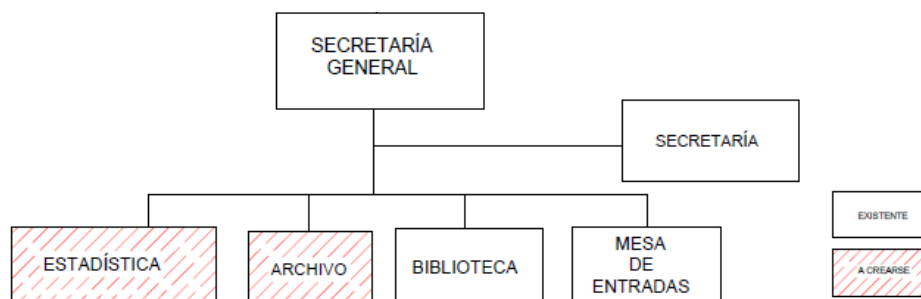 SECRETARÍA
GENERAL
SECRETARÍA
ESTADÍSTICA
ARCHIVO
BIBLIOTECA
MESA
DE
ENTRADAS
EXISTENTE
A CREARSE